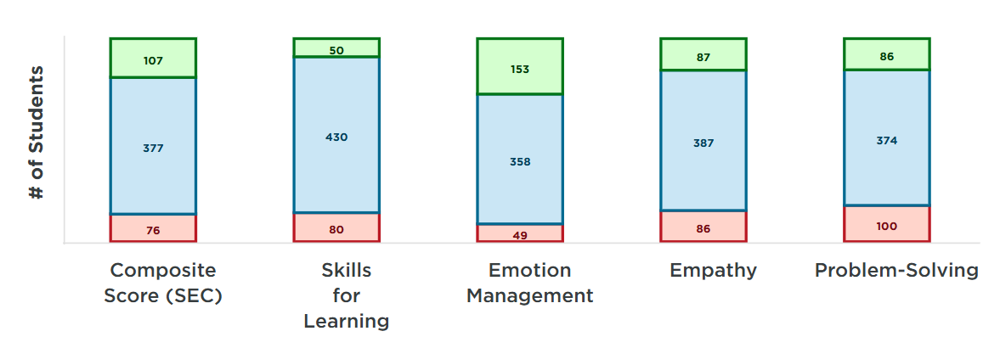 # of Students
107
50
153
87
86
377
430
358
387
374
76
80
49
86
100
Composite
Score (SEC)
Skills
for
Learning
Emotion
Management
Empathy
Problem-Solving